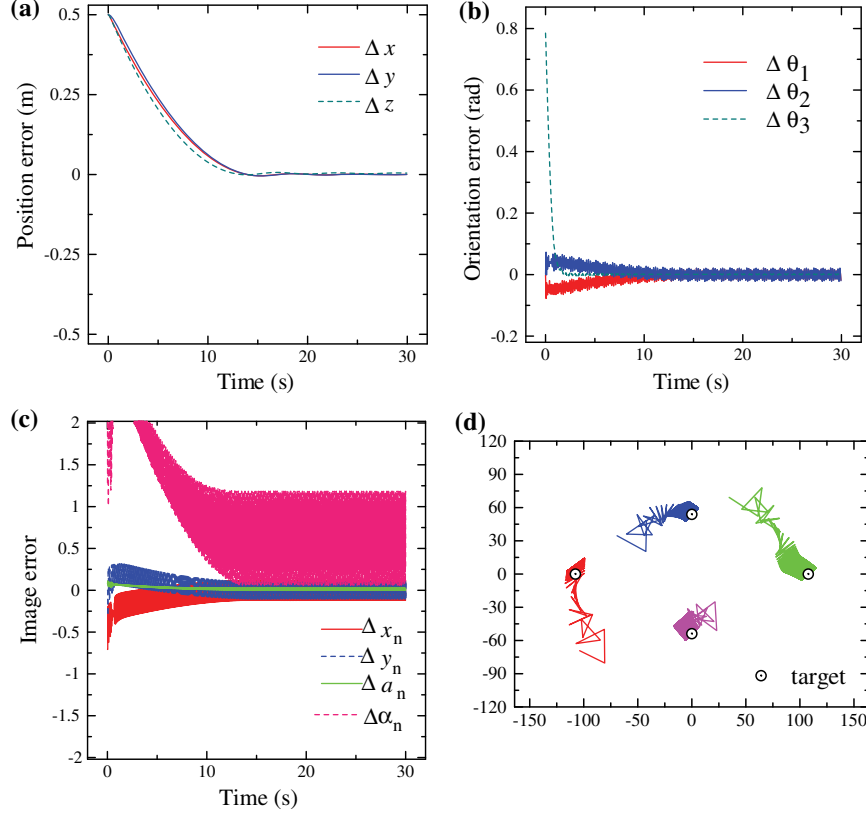 (a)
0.5
0.25
0
-0.25
-0.5
Position error (m)
Δ x
Δ y
Δ z
0 10 20 30
Time (s)
(b)
0.8
0.6
0.4
0.2
0
-0.2
Orientation error (rad)
Δ θ1
Δ θ2
Δ θ3
0 10 20 30
Time (s)
(c)
2
1.5
1
0.5
0
-0.5
-1
-1.5
-2
Image error
Δ xn
Δ yn
Δ an
Δαn
0 10 20 30
Time (s)
(d)
120
90
60
30
0
-30
-60
-90
-120
target
-150 -100 -50 0 50 100 150